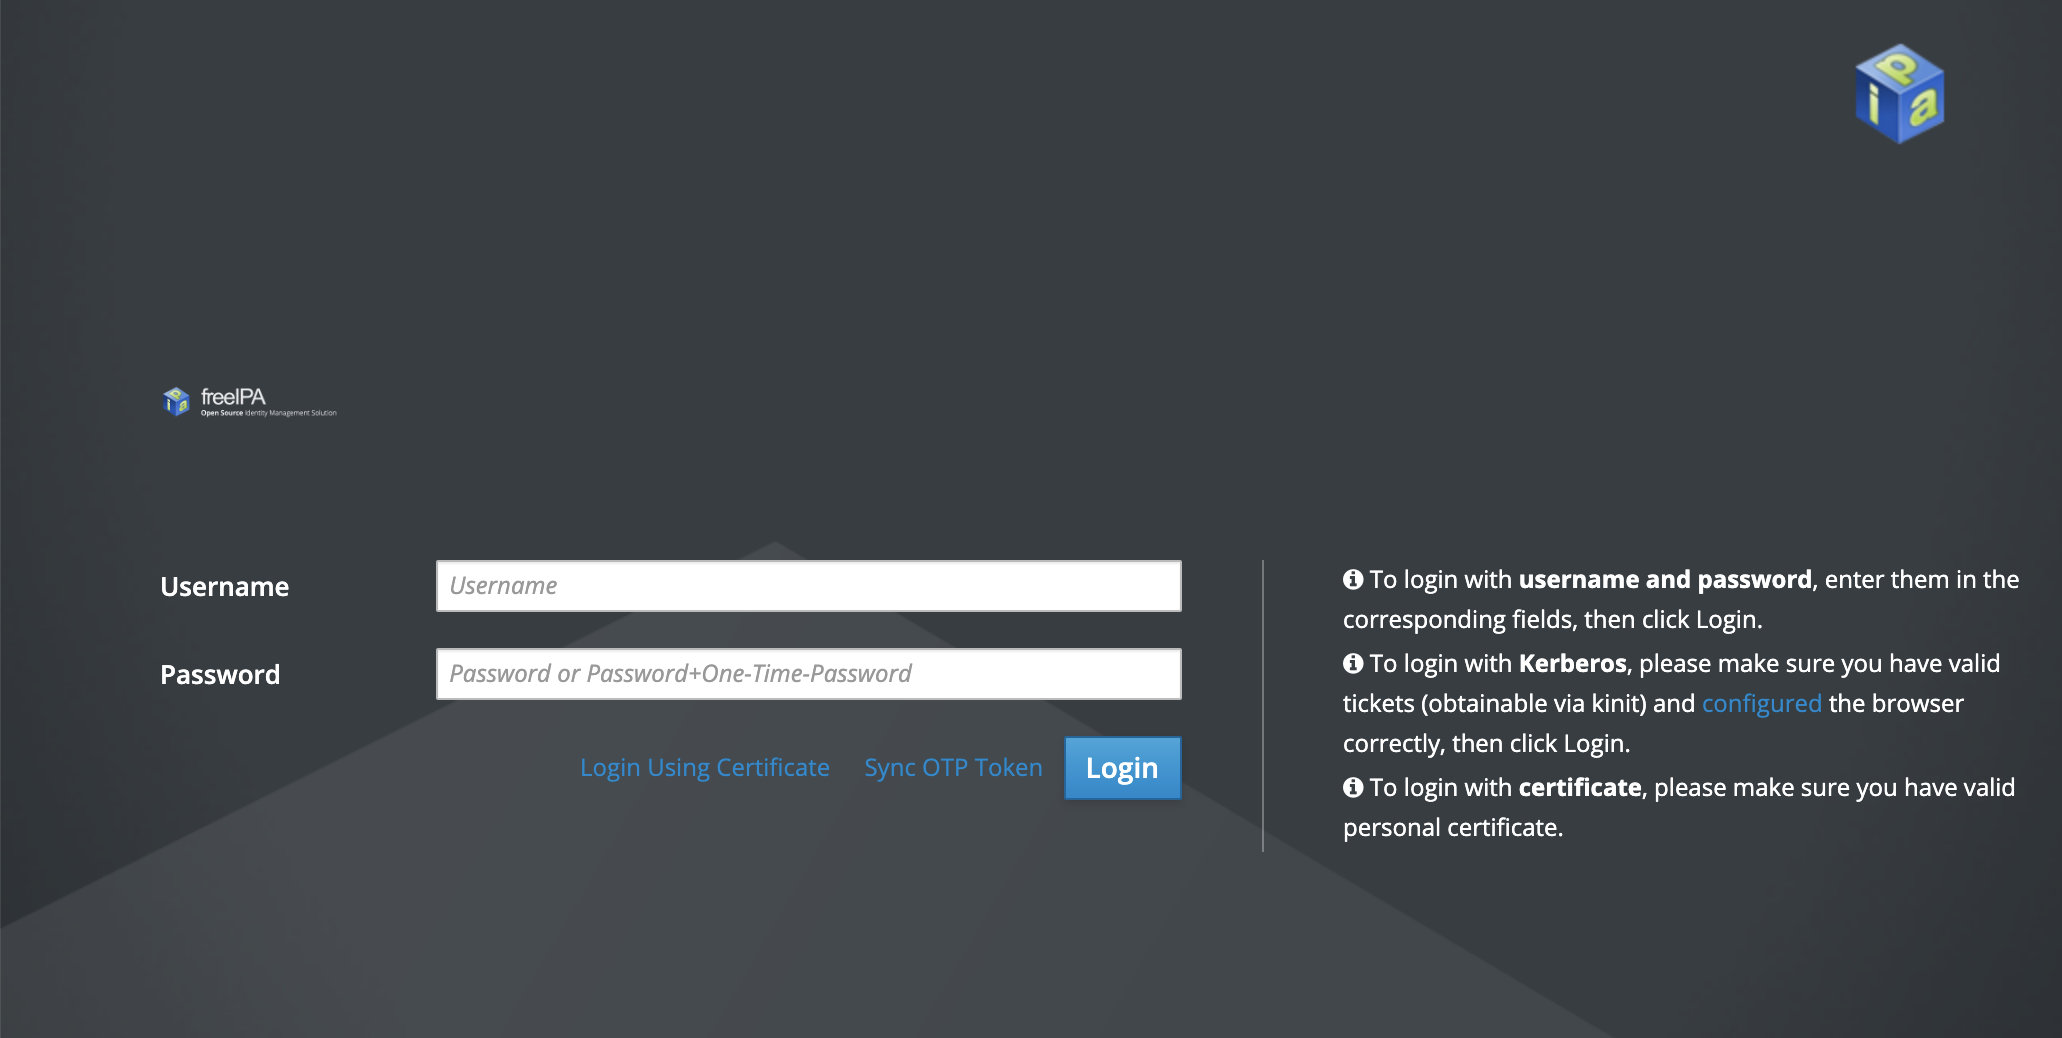 ipa
freeIPA
Open Source Identity Management Solution
Username
Username
Password
Password or Password+One-Time-Password
Login Using Certificate
Sync OTP Token
Login
To login with username and password, enter them in the
corresponding fields, then click Login.
To login with Kerberos, please make sure you have valid
tickets (obtainable via kinit) and configured the browser
correctly, then click Login.
To login with certificate, please make sure you have valid
personal certificate.